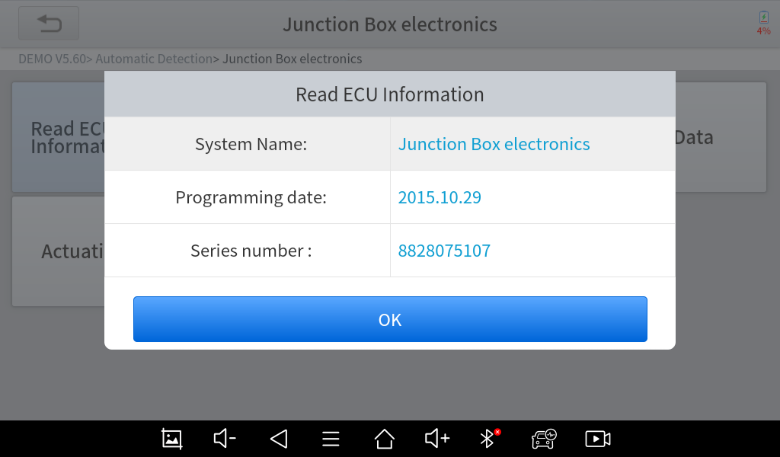 Junction Box electronics
4%
DEMO V5.60> Automatic Detection> Junction Box electronics
Read ECU Information
Read ECU
Informat
Data
System Name:
Junction Box electronics
Programming date:
2015.10.29
Actuati
Series number :
8828075107
OK